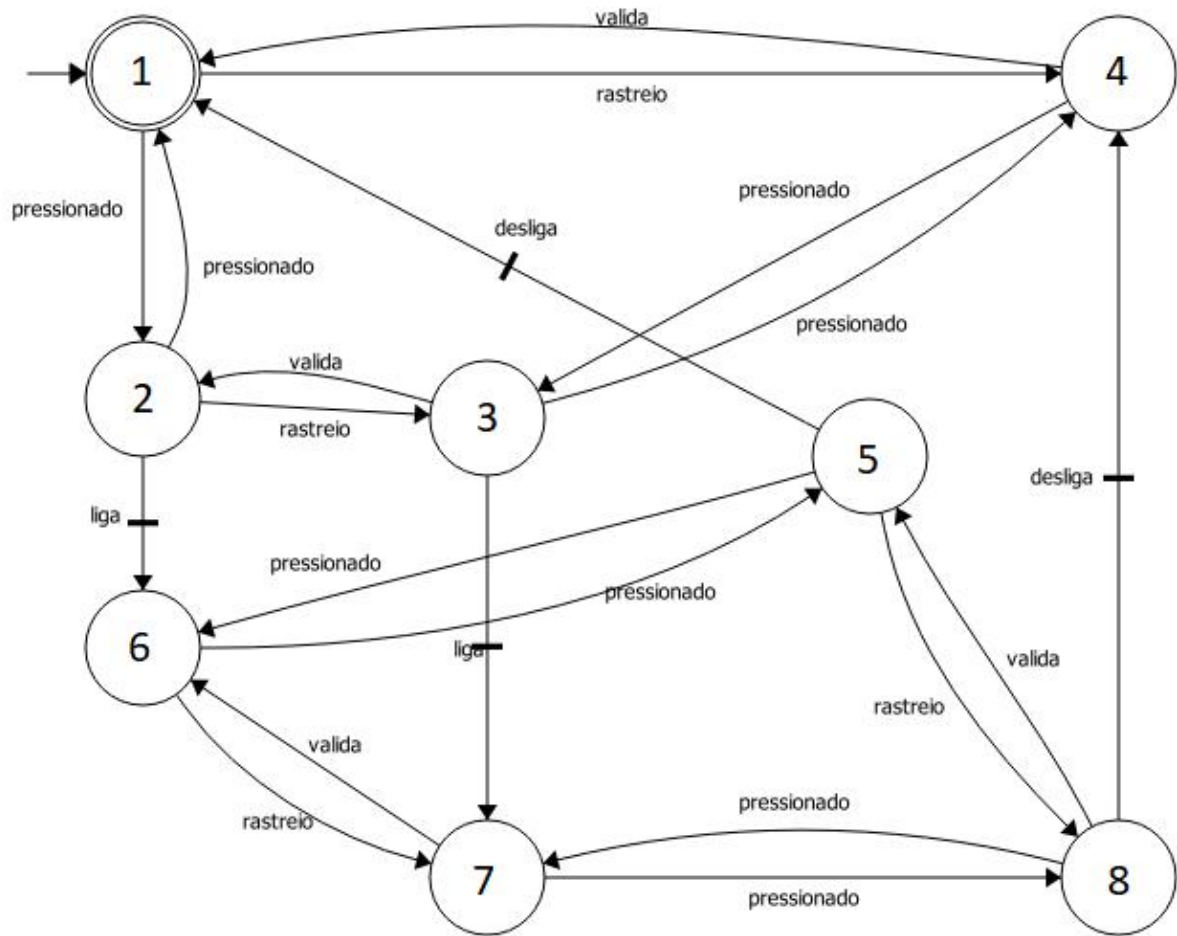 valida
1
4
rastreio
pressionado
pressionado
desliga
pressionado
pressionado
valida
2
3
rastreio
5
desliga
liga
pressionado
pressionado
6
liga
valida
rastreio
valida
rastreio
pressionado
7
8
pressionado